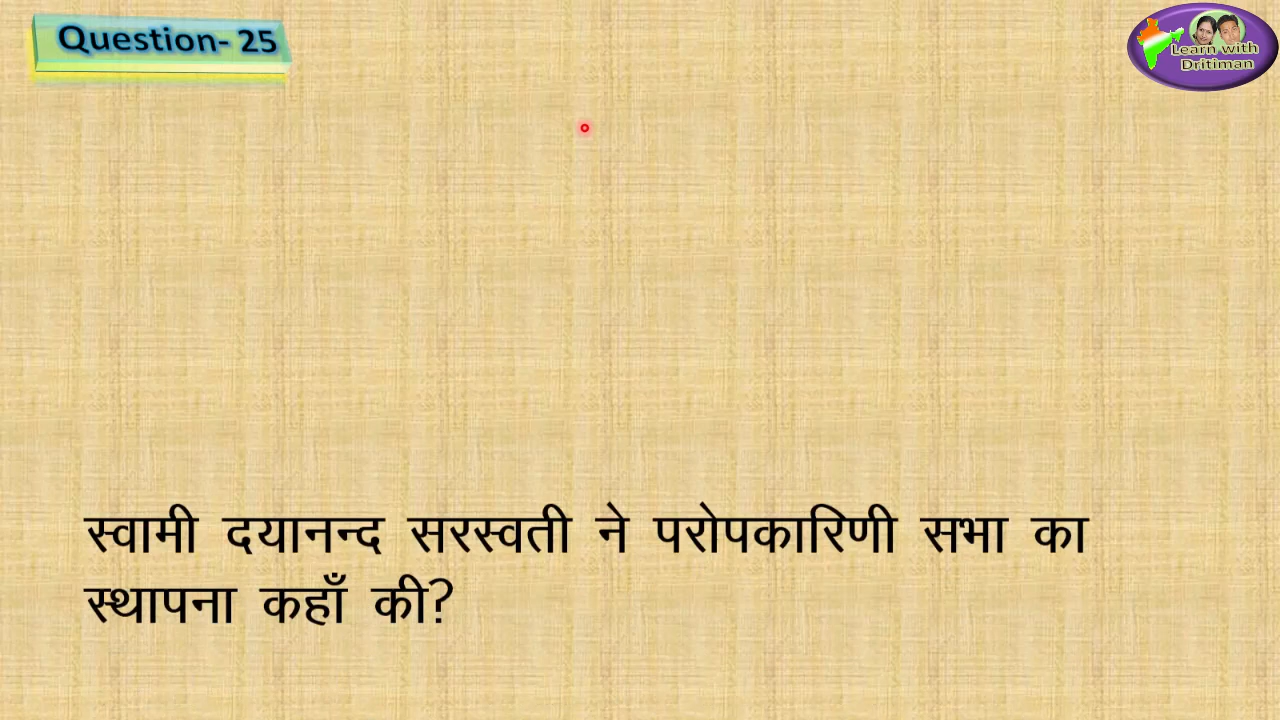 Question- 25
Learn with
Dritiman
स्वामी दयानन्द सरस्वती ने परोपकारिणी सभा का
स्थापना कहाँ की?